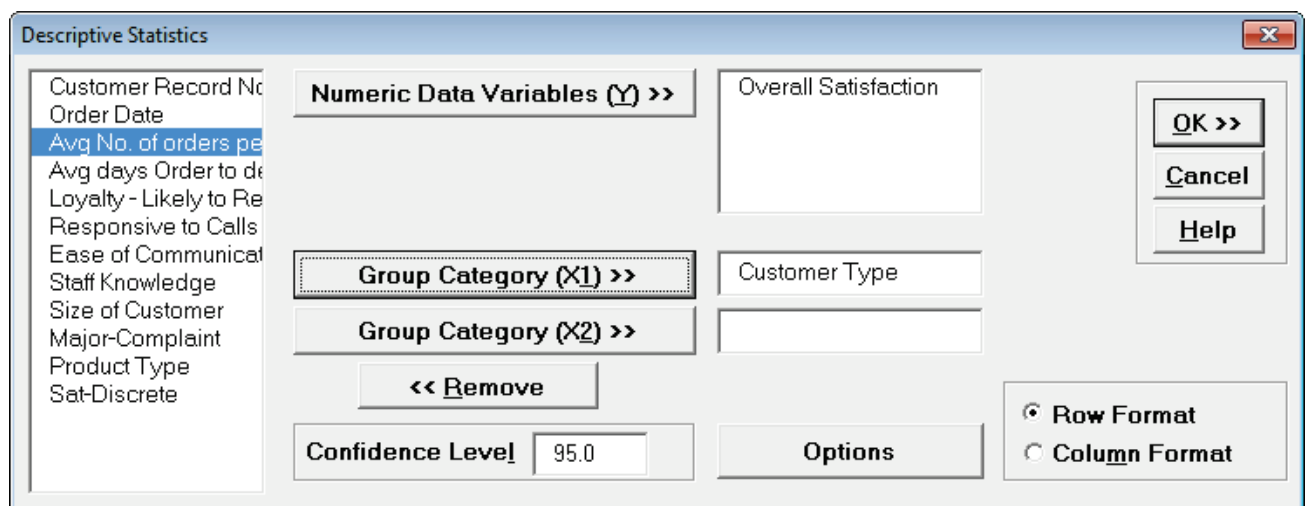 Descriptive Statistics
Customer Record No
Order Date
Avg No. of orders pe
Avg days Order to de
Loyalty - Likely to Re
Responsive to Calls
Ease of Communicat
Staff Knowledge
Size of Customer
Major-Complaint
Product Type
Sat-Discrete
Numeric Data Variables (Y) >>
Overall Satisfaction
Group Category (X1) >>
Customer Type
Group Category (X2) >>
<< Remove
Confidence Level 95.0
Options
OK >>
Cancel
Help
Row Format
Column Format